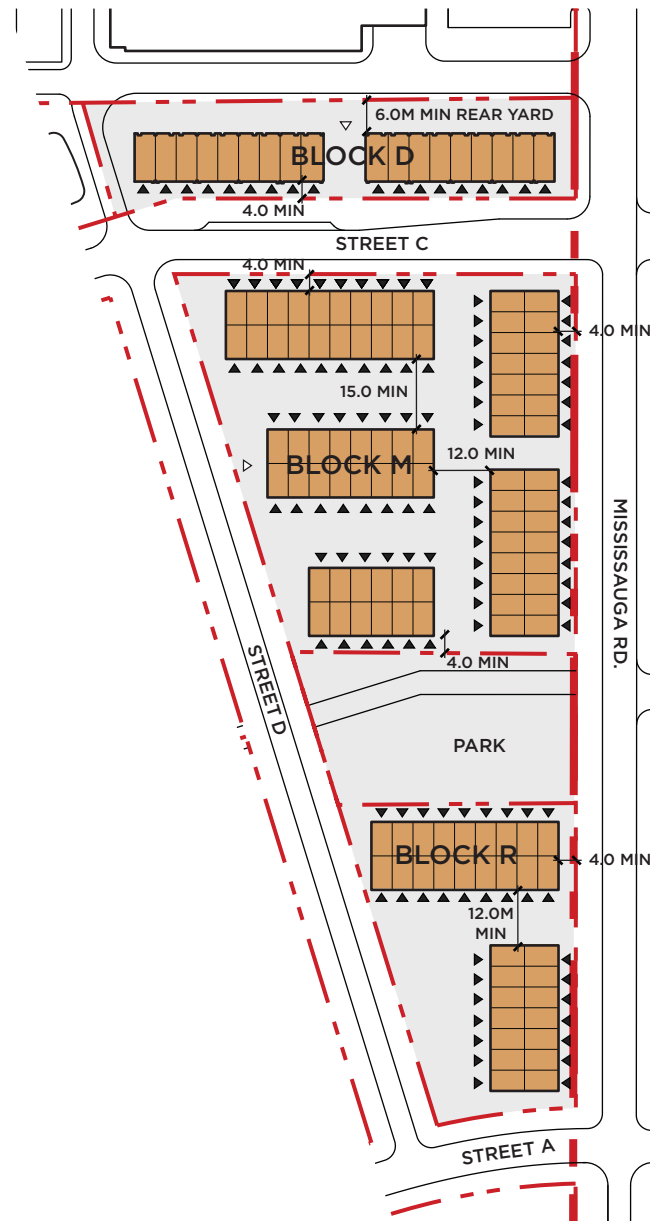 6.0M MIN REAR YARD
BLOCK D
4.0 MIN
STREET C
4.0 MIN
4.0 MIN
15.0 MIN
12.0 MIN
BLOCK M
MISSISSAUGA RD.
STREET D
4.0 MIN
PARK
BLOCK R
4.0 MIN
12.0M
MIN
STREET A